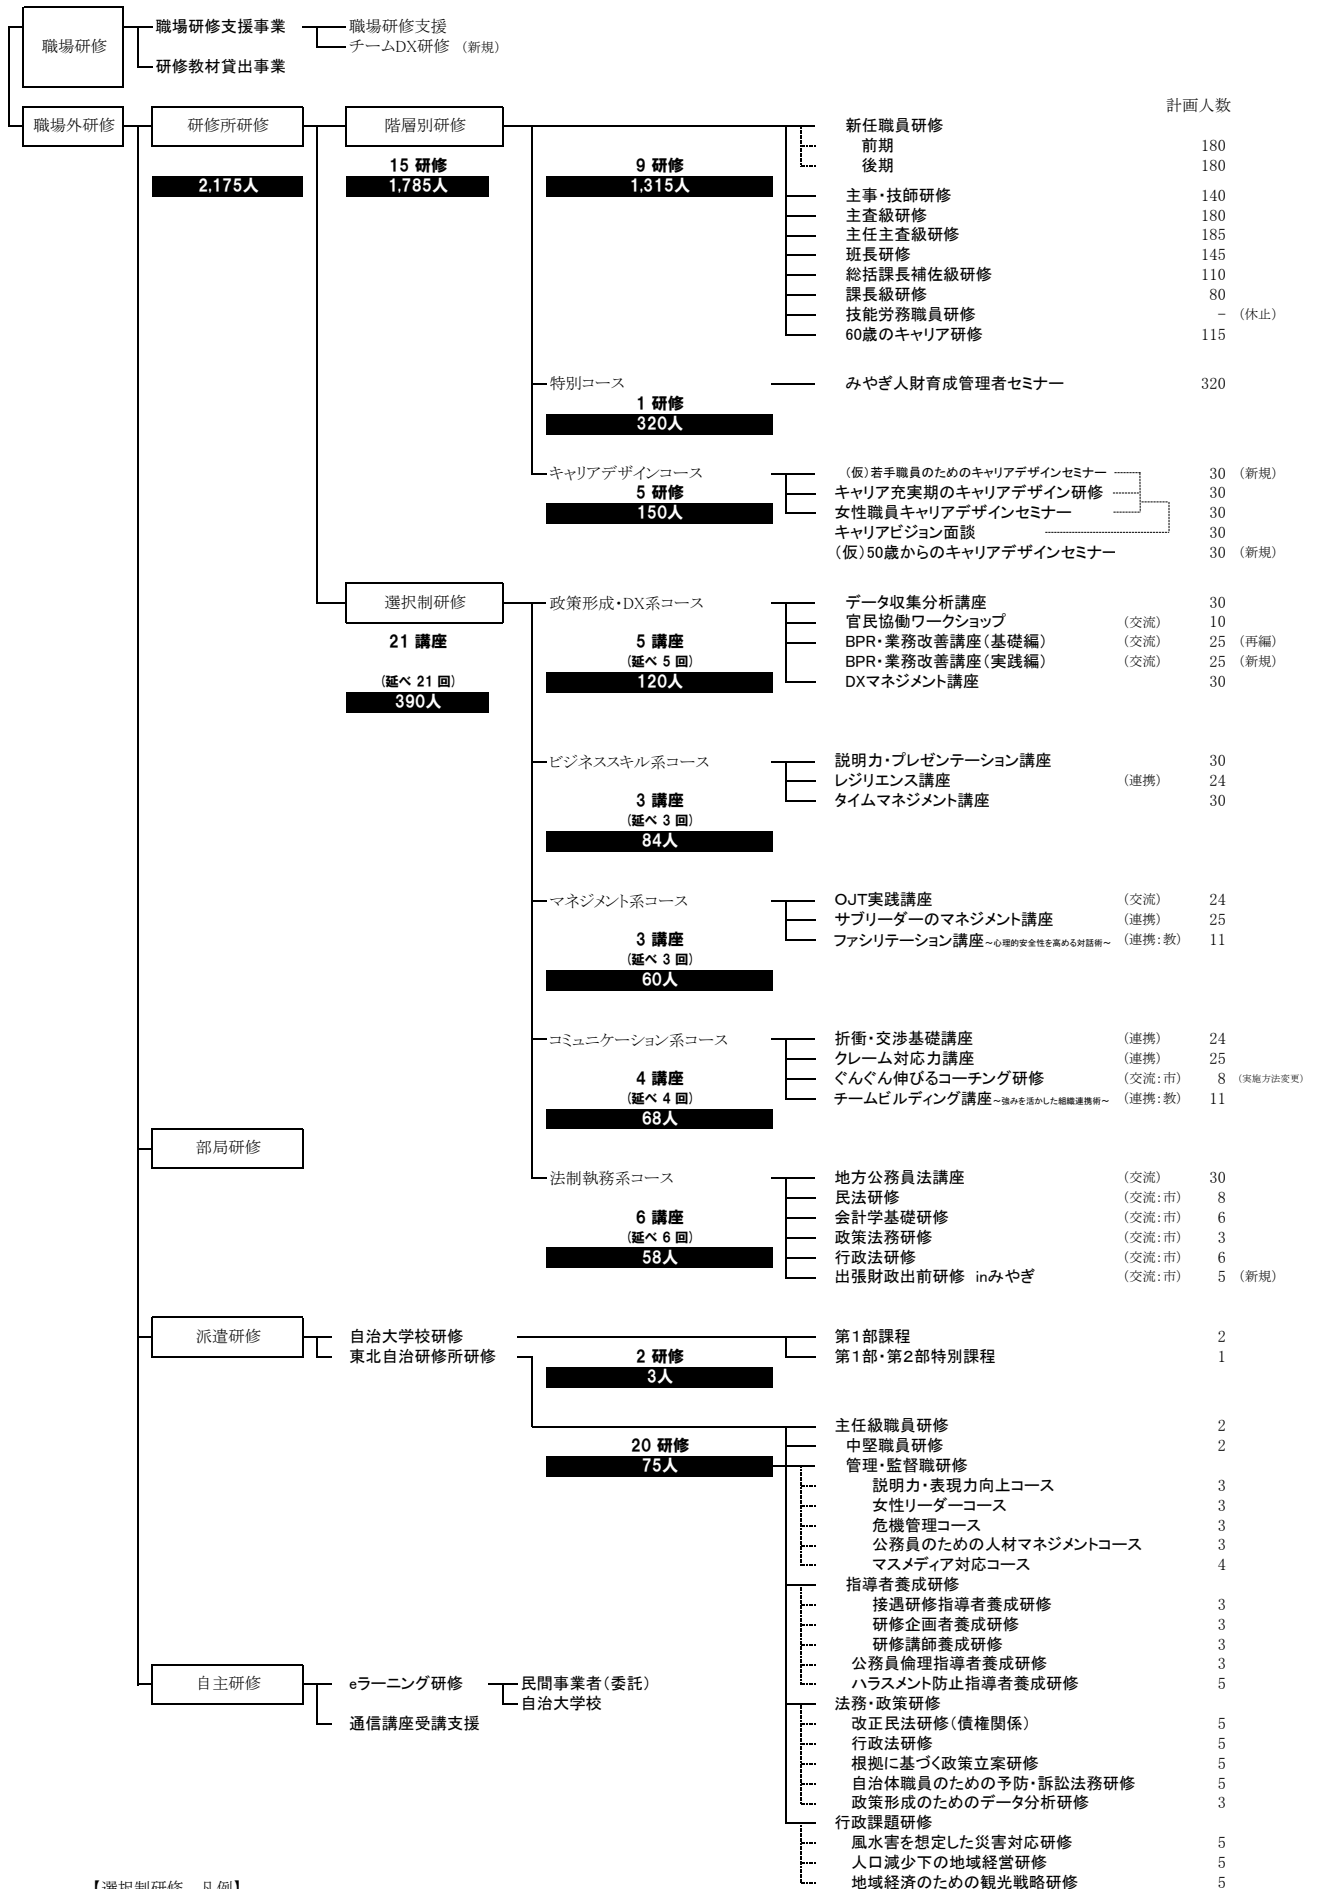 職場研修 職場研修支援事業 職場研修支援
チームDX研修 （新規）
研修教材貸出事業
計画人数
職場外研修 研修所研修 階層別研修 新任職員研修
前期 180
15 研修 9 研修 後期 180
2,175人 1,785人 1,315人
主事・技師研修 140
主査級研修 180
主任主査級研修 185
班長研修 145
総括課長補佐級研修 110
課長級研修 80
技能労務職員研修 － （休止）
60歳のキャリア研修 115
特別コース みやぎ人財育成管理者セミナー 320
1 研修
320人
キャリアデザインコース （仮）若手職員のためのキャリアデザインセミナー 30 （新規）
5 研修 キャリア充実期のキャリアデザイン研修 30
150人 女性職員キャリアデザインセミナー 30
キャリアビジョン面談 30
（仮）50歳からのキャリアデザインセミナー 30 （新規）
選択制研修 政策形成・DX系コース データ収集分析講座 30
官民協働ワークショップ （交流） 10
21 講座 5 講座 BPR・業務改善講座（基礎編） （交流） 25 （再編）
（延べ 5 回） BPR・業務改善講座（実践編） （交流） 25 （新規）
（延べ 21 回） 120人 DXマネジメント講座 30
390人
ビジネススキル系コース 説明力・プレゼンテーション講座 30
レジリエンス講座 （連携） 24
3 講座 タイムマネジメント講座 30
（延べ 3 回）
84人
マネジメント系コース OJT実践講座 （交流） 24
サブリーダーのマネジメント講座 （連携） 25
3 講座 ファシリテーション講座～心理的安全性を高める対話術～ （連携：教） 11
（延べ 3 回）
60人
コミュニケーション系コース 折衝・交渉基礎講座 （連携） 24
クレーム対応力講座 （連携） 25
4 講座 ぐんぐん伸びるコーチング研修 （交流：市） 8 （実施方法変更）
（延べ 4 回） チームビルディング講座～強みを活かした組織連携術～ （連携：教） 11
68人
部局研修
法制執務系コース 地方公務員法講座 （交流） 30
民法研修 （交流：市） 8
6 講座 会計学基礎研修 （交流：市） 6
（延べ 6 回） 政策法務研修 （交流：市） 3
58人 行政法研修 （交流：市） 6
出張財政出前研修 inみやぎ （交流：市） 5 （新規）
派遣研修 自治大学校研修 第1部課程 2
東北自治研修所研修 2 研修 第1部・第2部特別課程 1
3人
主任級職員研修 2
20 研修 中堅職員研修 2
75人 管理・監督職研修
説明力・表現力向上コース 3
女性リーダーコース 3
危機管理コース 3
公務員のための人材マネジメントコース 3
マスメディア対応コース 4
指導者養成研修
接遇研修指導者養成研修 3
研修企画者養成研修 3
研修講師養成研修 3
公務員倫理指導者養成研修 3
自主研修 eラーニング研修 民間事業者（委託） ハラスメント防止指導者養成研修 5
自治大学校 法務・政策研修
通信講座受講支援 改正民法研修（債権関係） 5
行政法研修 5
根拠に基づく政策立案研修 5
自治体職員のための予防・訴訟法務研修 5
政策形成のためのデータ分析研修 3
行政課題研修
風水害を想定した災害対応研修 5
人口減少下の地域経営研修 5
地域経済のための観光戦略研修 5
【選択制研修 凡例】